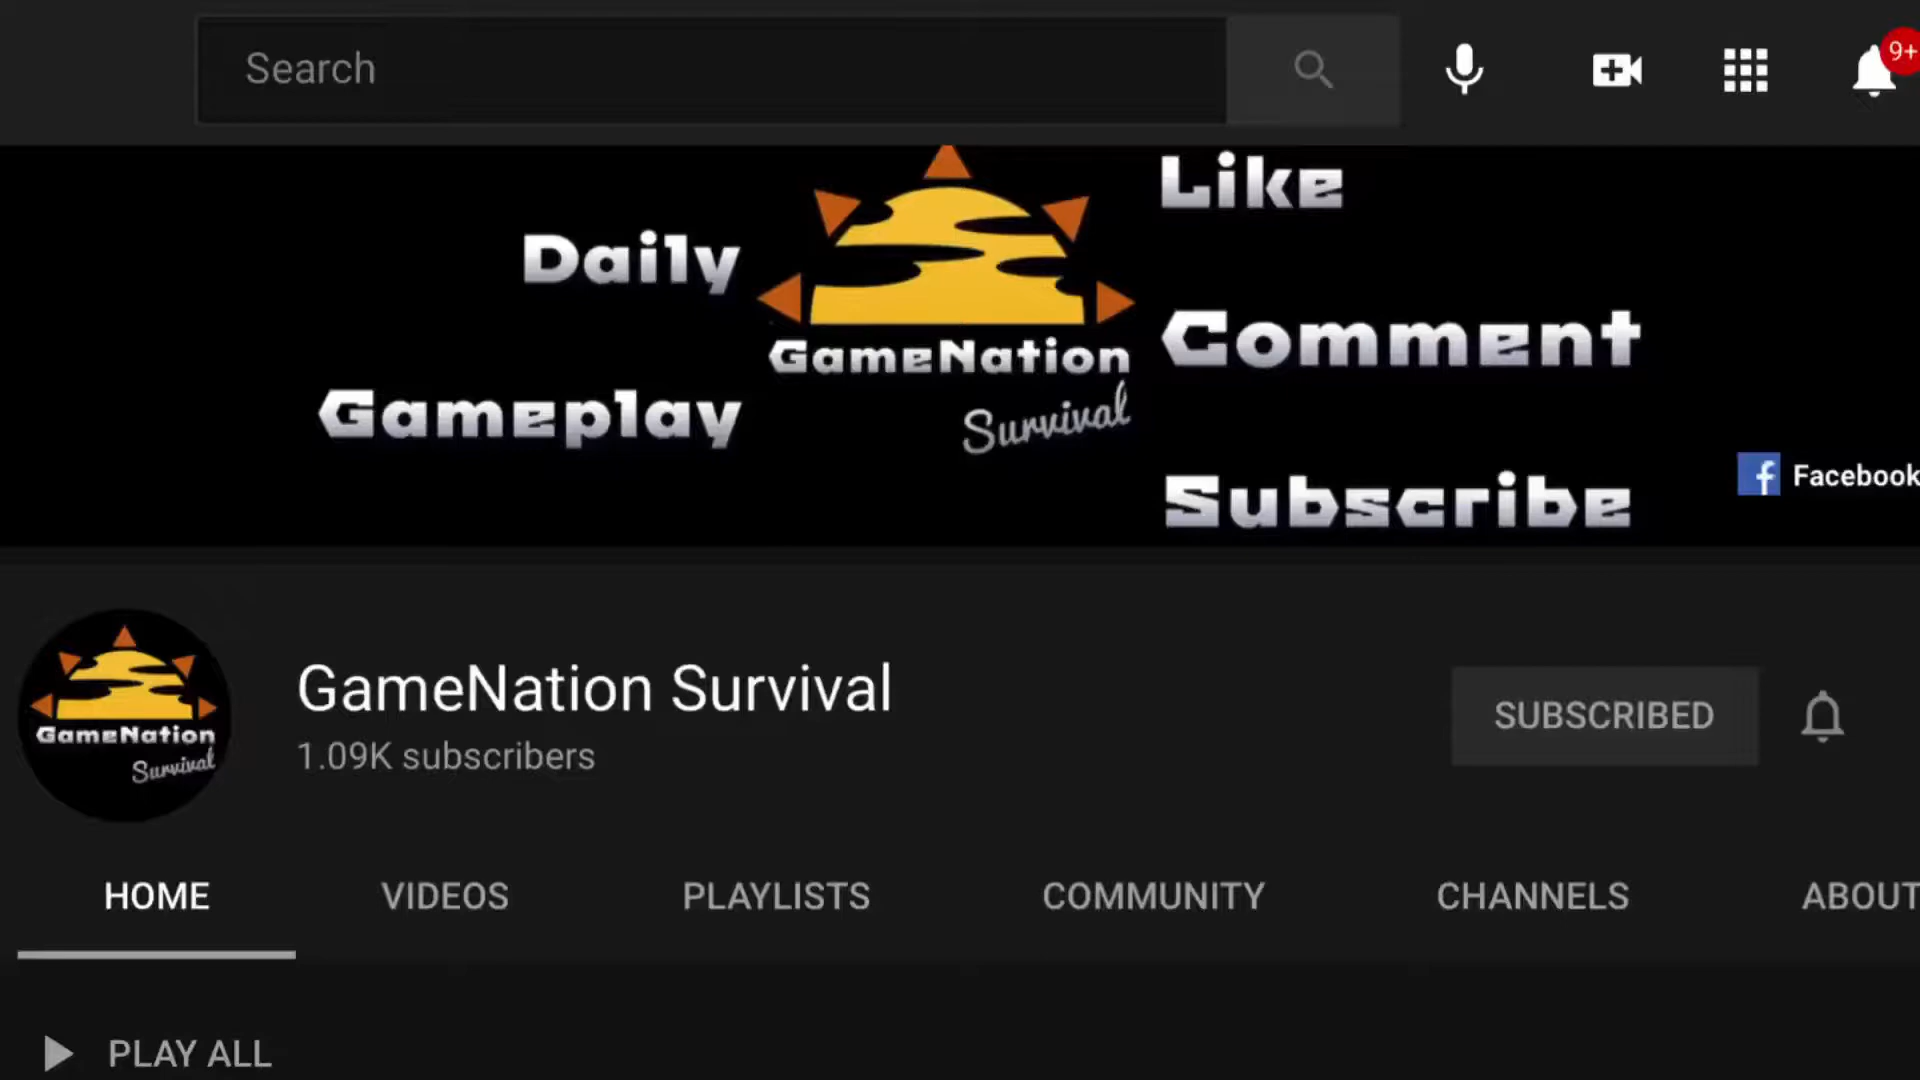 Search
9+
Like
Daily
GameNation
Comment
Gameplay
Survival
Subscribe
Facebook
GameNation
Survival
GameNation Survival
1.09K subscribers
SUBSCRIBED
HOME VIDEOS PLAYLISTS COMMUNITY CHANNELS ABOUT
PLAY ALL